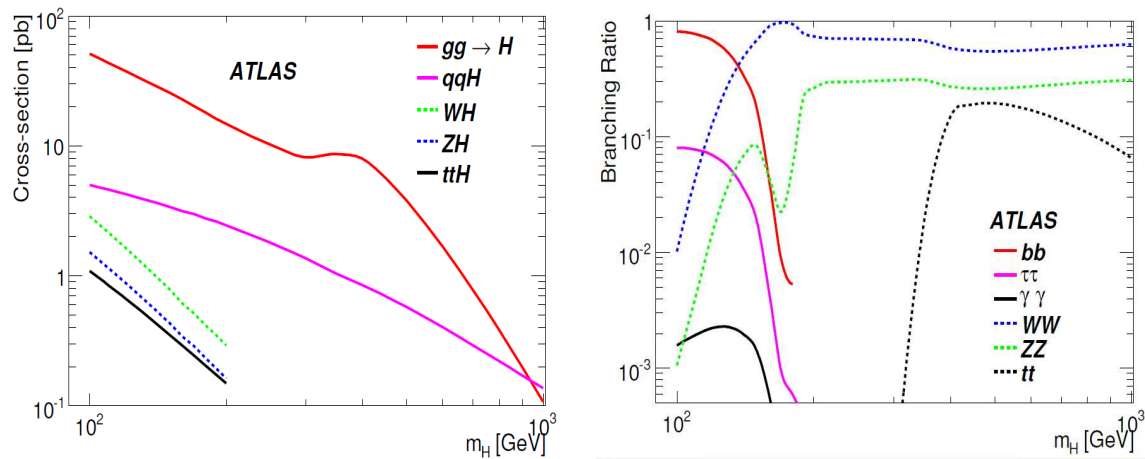 Cross-section [pb]
10²
10
1
10⁻¹
ATLAS
gg → H
qqH
WH
ZH
ttH
10²
10³
m_H [GeV]
Branching Ratio
1
10⁻¹
10⁻²
10⁻³
ATLAS
bb
ττ
γ γ
WW
ZZ
tt
10²
10³
m_H [GeV]